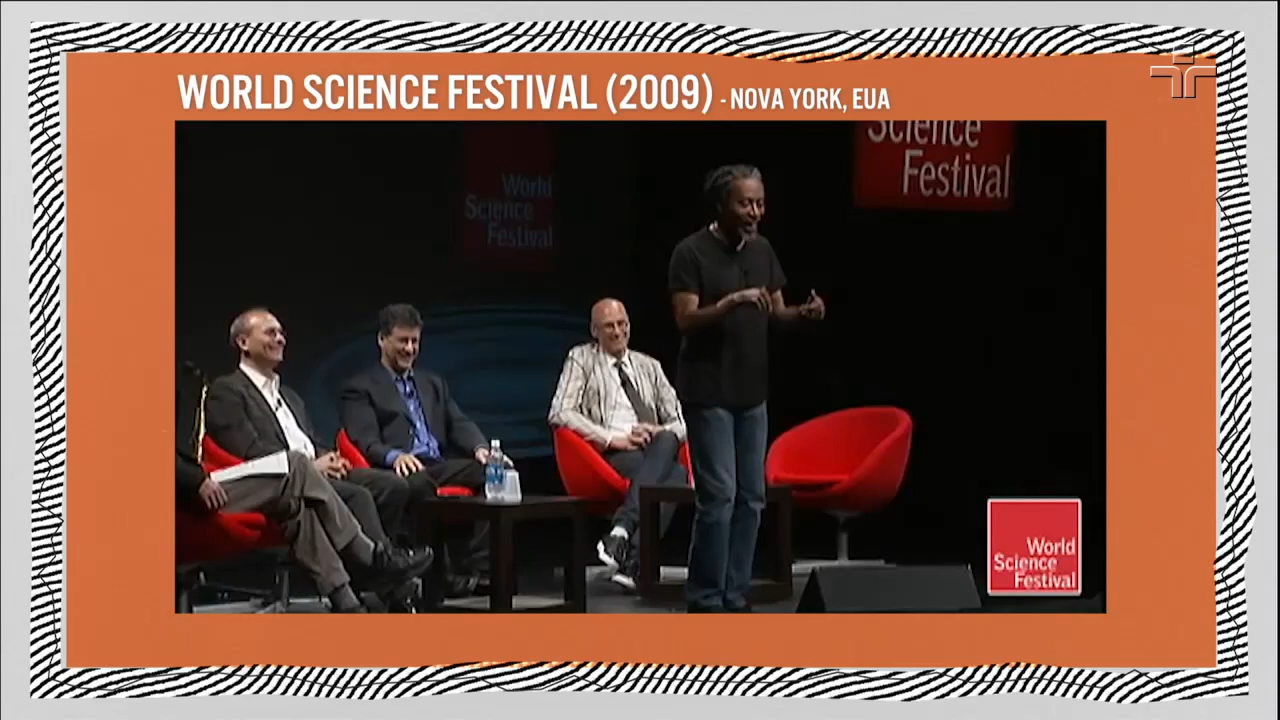 WORLD SCIENCE FESTIVAL (2009) - NOVA YORK, EUA
Science
Festival
World
Science
Festival
World
Science
Festival